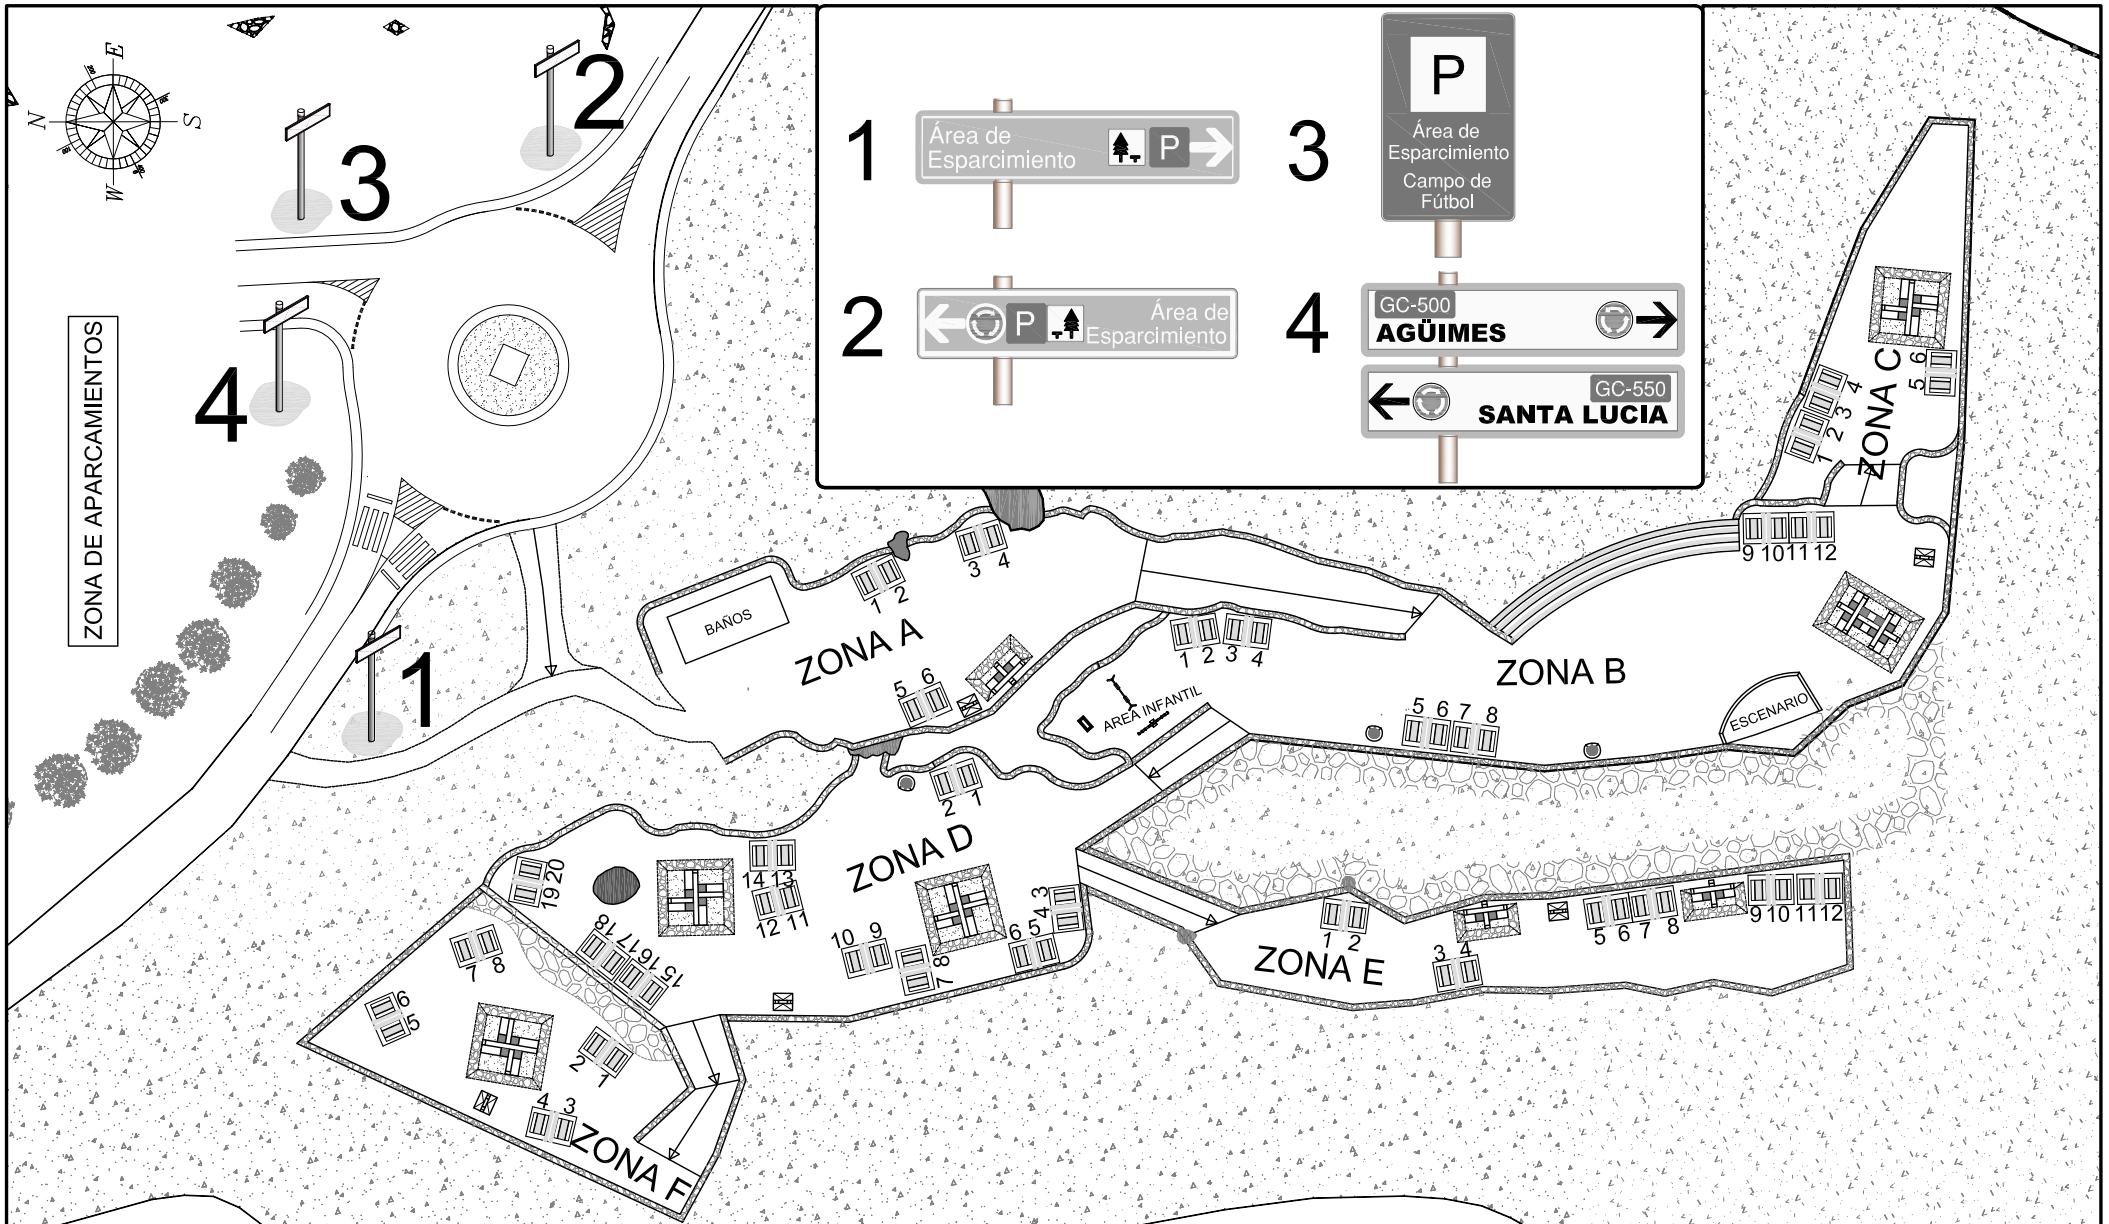 E
N
S
W
2
3
4
1
ZONA DE APARCAMIENTOS
1
Área de
Esparcimiento
P
2
P
Área de
Esparcimiento
3
P
Área de
Esparcimiento
Campo de
Fútbol
4
GC-500
AGÜIMES
GC-550
SANTA LUCIA
BAÑOS
ZONA A
1 2
3 4
5 6
ZONA B
AREA INFANTIL
ESCENARIO
1 2 3 4
5 6 7 8
9 10 11 12
ZONA C
1 2 3 4
5 6
ZONA D
2 1
4 3
6 5
8
7
10 9
12 11
14 13
18 17 16 15
19 20
ZONA E
1 2
3 4
5 6 7 8
9 10 11 12
ZONA F
2 1
4 3
6
5
7 8